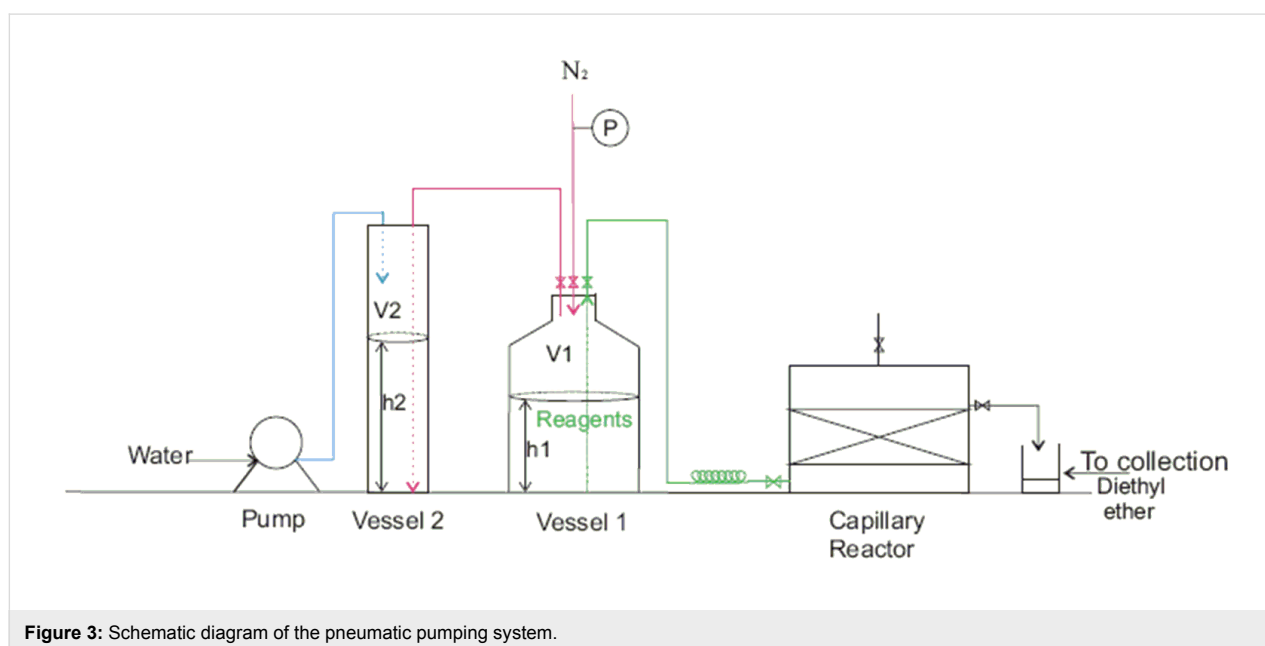 N₂
P
V2
V1
h2
Reagents
h1
Water
To collection
Diethyl
ether
Pump
Vessel 2
Vessel 1
Capillary
Reactor
Figure 3: Schematic diagram of the pneumatic pumping system.